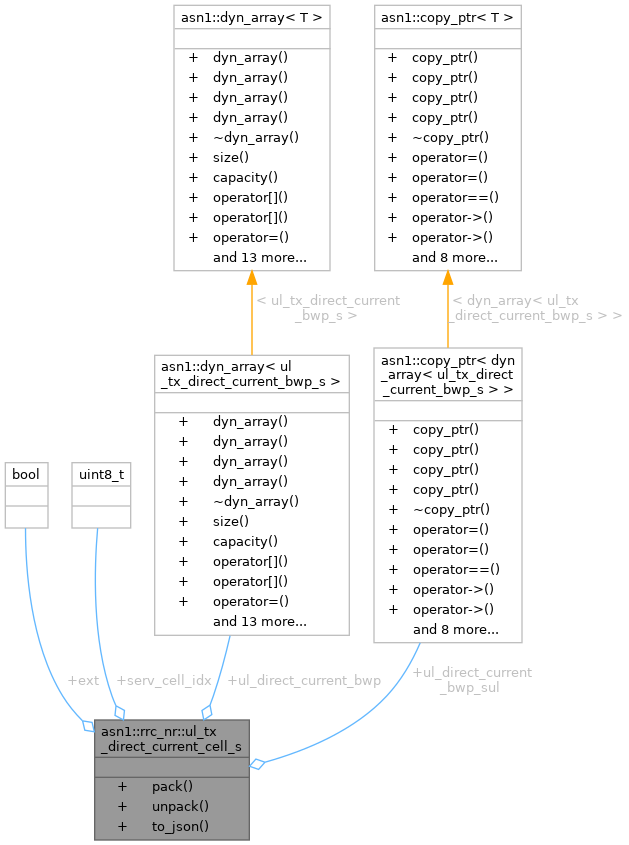 asn1::dyn_array< T >
+ dyn_array()
+ dyn_array()
+ dyn_array()
+ dyn_array()
+ ~dyn_array()
+ size()
+ capacity()
+ operator[]()
+ operator[]()
+ operator=()
and 13 more...
asn1::copy_ptr< T >
+ copy_ptr()
+ copy_ptr()
+ copy_ptr()
+ copy_ptr()
+ ~copy_ptr()
+ operator=()
+ operator=()
+ operator==()
+ operator->()
+ operator->()
and 8 more...
< ul_tx_direct_current
_bwp_s >
< dyn_array< ul_tx
_direct_current_bwp_s > >
asn1::dyn_array< ul
_tx_direct_current_bwp_s >
+ dyn_array()
+ dyn_array()
+ dyn_array()
+ dyn_array()
+ ~dyn_array()
+ size()
+ capacity()
+ operator[]()
+ operator[]()
+ operator=()
and 13 more...
asn1::copy_ptr< dyn
_array< ul_tx_direct
_current_bwp_s > >
+ copy_ptr()
+ copy_ptr()
+ copy_ptr()
+ copy_ptr()
+ ~copy_ptr()
+ operator=()
+ operator=()
+ operator==()
+ operator->()
+ operator->()
and 8 more...
bool
uint8_t
+ext
+serv_cell_idx
+ul_direct_current_bwp
+ul_direct_current
_bwp_sul
asn1::rrc_nr::ul_tx
_direct_current_cell_s
+ pack()
+ unpack()
+ to_json()